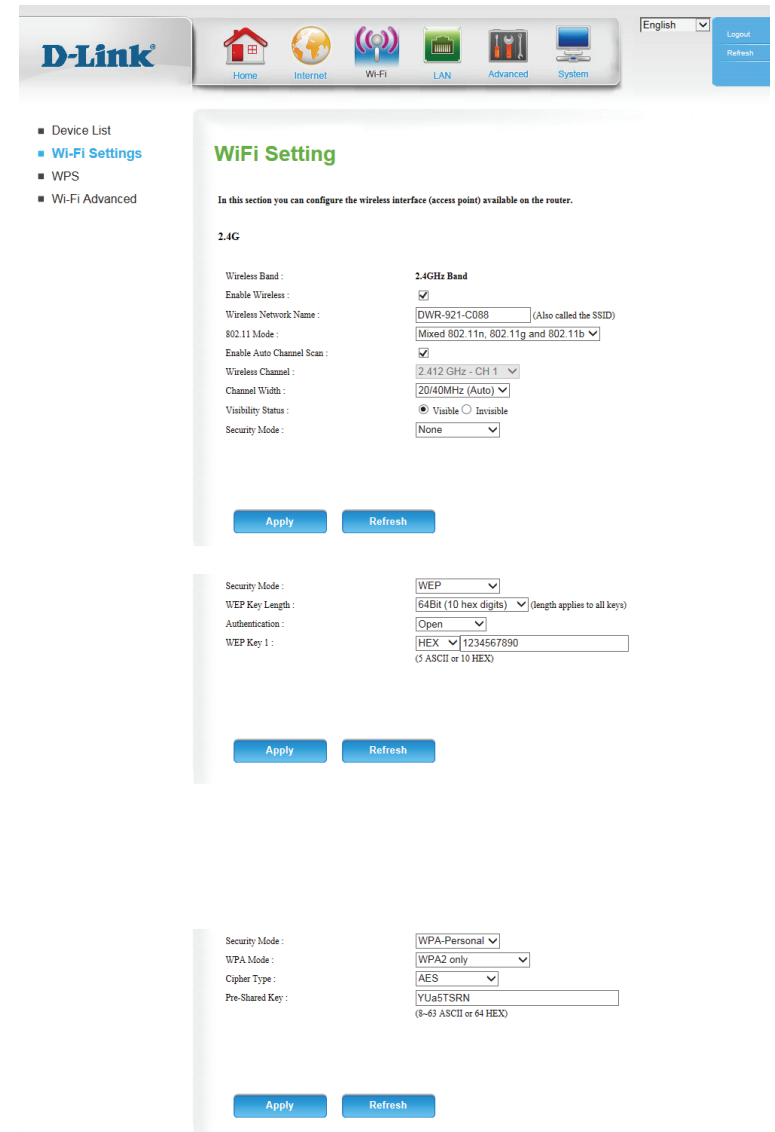 D-Link®
Home
Internet
Wi-Fi
LAN
Advanced
System
English
Logout
Refresh
Device List
Wi-Fi Settings
WPS
Wi-Fi Advanced
WiFi Setting
In this section you can configure the wireless interface (access point) available on the router.
2.4G
Wireless Band : 2.4GHz Band
Enable Wireless :
Wireless Network Name : DWR-921-C088 (Also called the SSID)
802.11 Mode : Mixed 802.11n, 802.11g and 802.11b
Enable Auto Channel Scan :
Wireless Channel : 2.412 GHz - CH 1
Channel Width : 20/40MHz (Auto)
Visibility Status : Visible Invisible
Security Mode : None
Apply Refresh
Security Mode : WEP
WEP Key Length : 64Bit (10 hex digits) (length applies to all keys)
Authentication : Open
WEP Key 1 : HEX 1234567890
(5 ASCII or 10 HEX)
Apply Refresh
Security Mode : WPA-Personal
WPA Mode : WPA2 only
Cipher Type : AES
Pre-Shared Key : YUa5TSRN
(8~63 ASCII or 64 HEX)
Apply Refresh